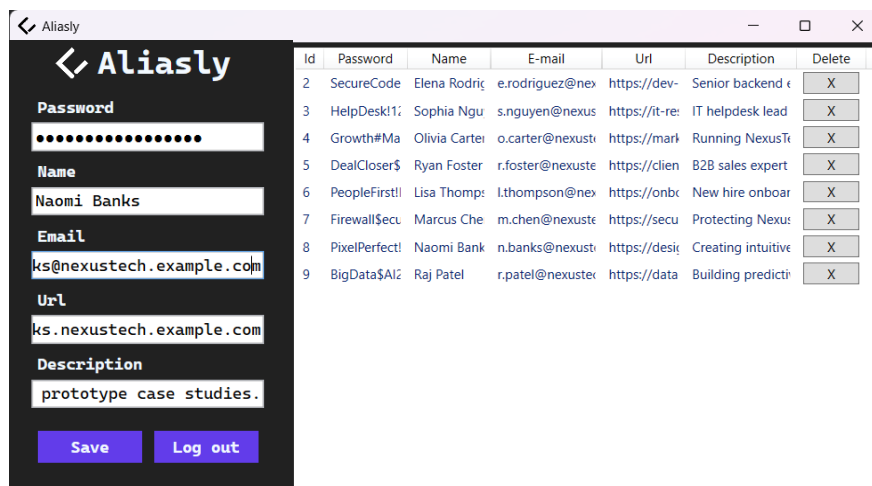 Aliasly
Aliasly
Password
•••••••••••••••••
Name
Naomi Banks
Email
ks@nexustech.example.com
Url
ks.nexustech.example.com
Description
prototype case studies.
Save Log out
Id Password Name E-mail Url Description Delete
2 SecureCode Elena Rodrig e.rodriguez@nex https://dev- Senior backend e X
3 HelpDesk!12 Sophia Ngu s.nguyen@nexus https://it-re IT helpdesk lead X
4 Growth#Ma Olivia Carter o.carter@nexuste https://mark Running NexusTe X
5 DealCloser$ Ryan Foster r.foster@nexuste https://clien B2B sales expert X
6 PeopleFirst! Lisa Thomps l.thompson@nex https://onbo New hire onboar X
7 Firewall$ecu Marcus Che m.chen@nexuste https://secu Protecting Nexus X
8 PixelPerfect! Naomi Bank n.banks@nexust https://desig Creating intuitive X
9 BigData$AI2 Raj Patel r.patel@nexustec https://data Building predicti X